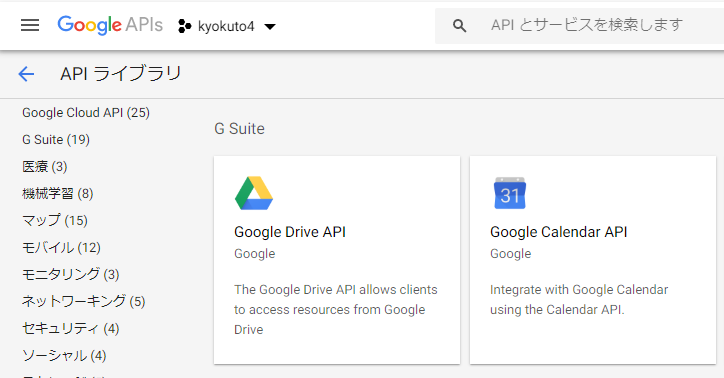 Google APIs
kyokuto4
API とサービスを検索します
API ライブラリ
Google Cloud API (25)
G Suite (19)
医療 (3)
機械学習 (8)
マップ (15)
モバイル (12)
モニタリング (3)
ネットワーキング (5)
セキュリティ (4)
ソーシャル (4)
G Suite
Google Drive API
Google
The Google Drive API allows clients
to access resources from Google
Drive
31
Google Calendar API
Google
Integrate with Google Calendar
using the Calendar API.